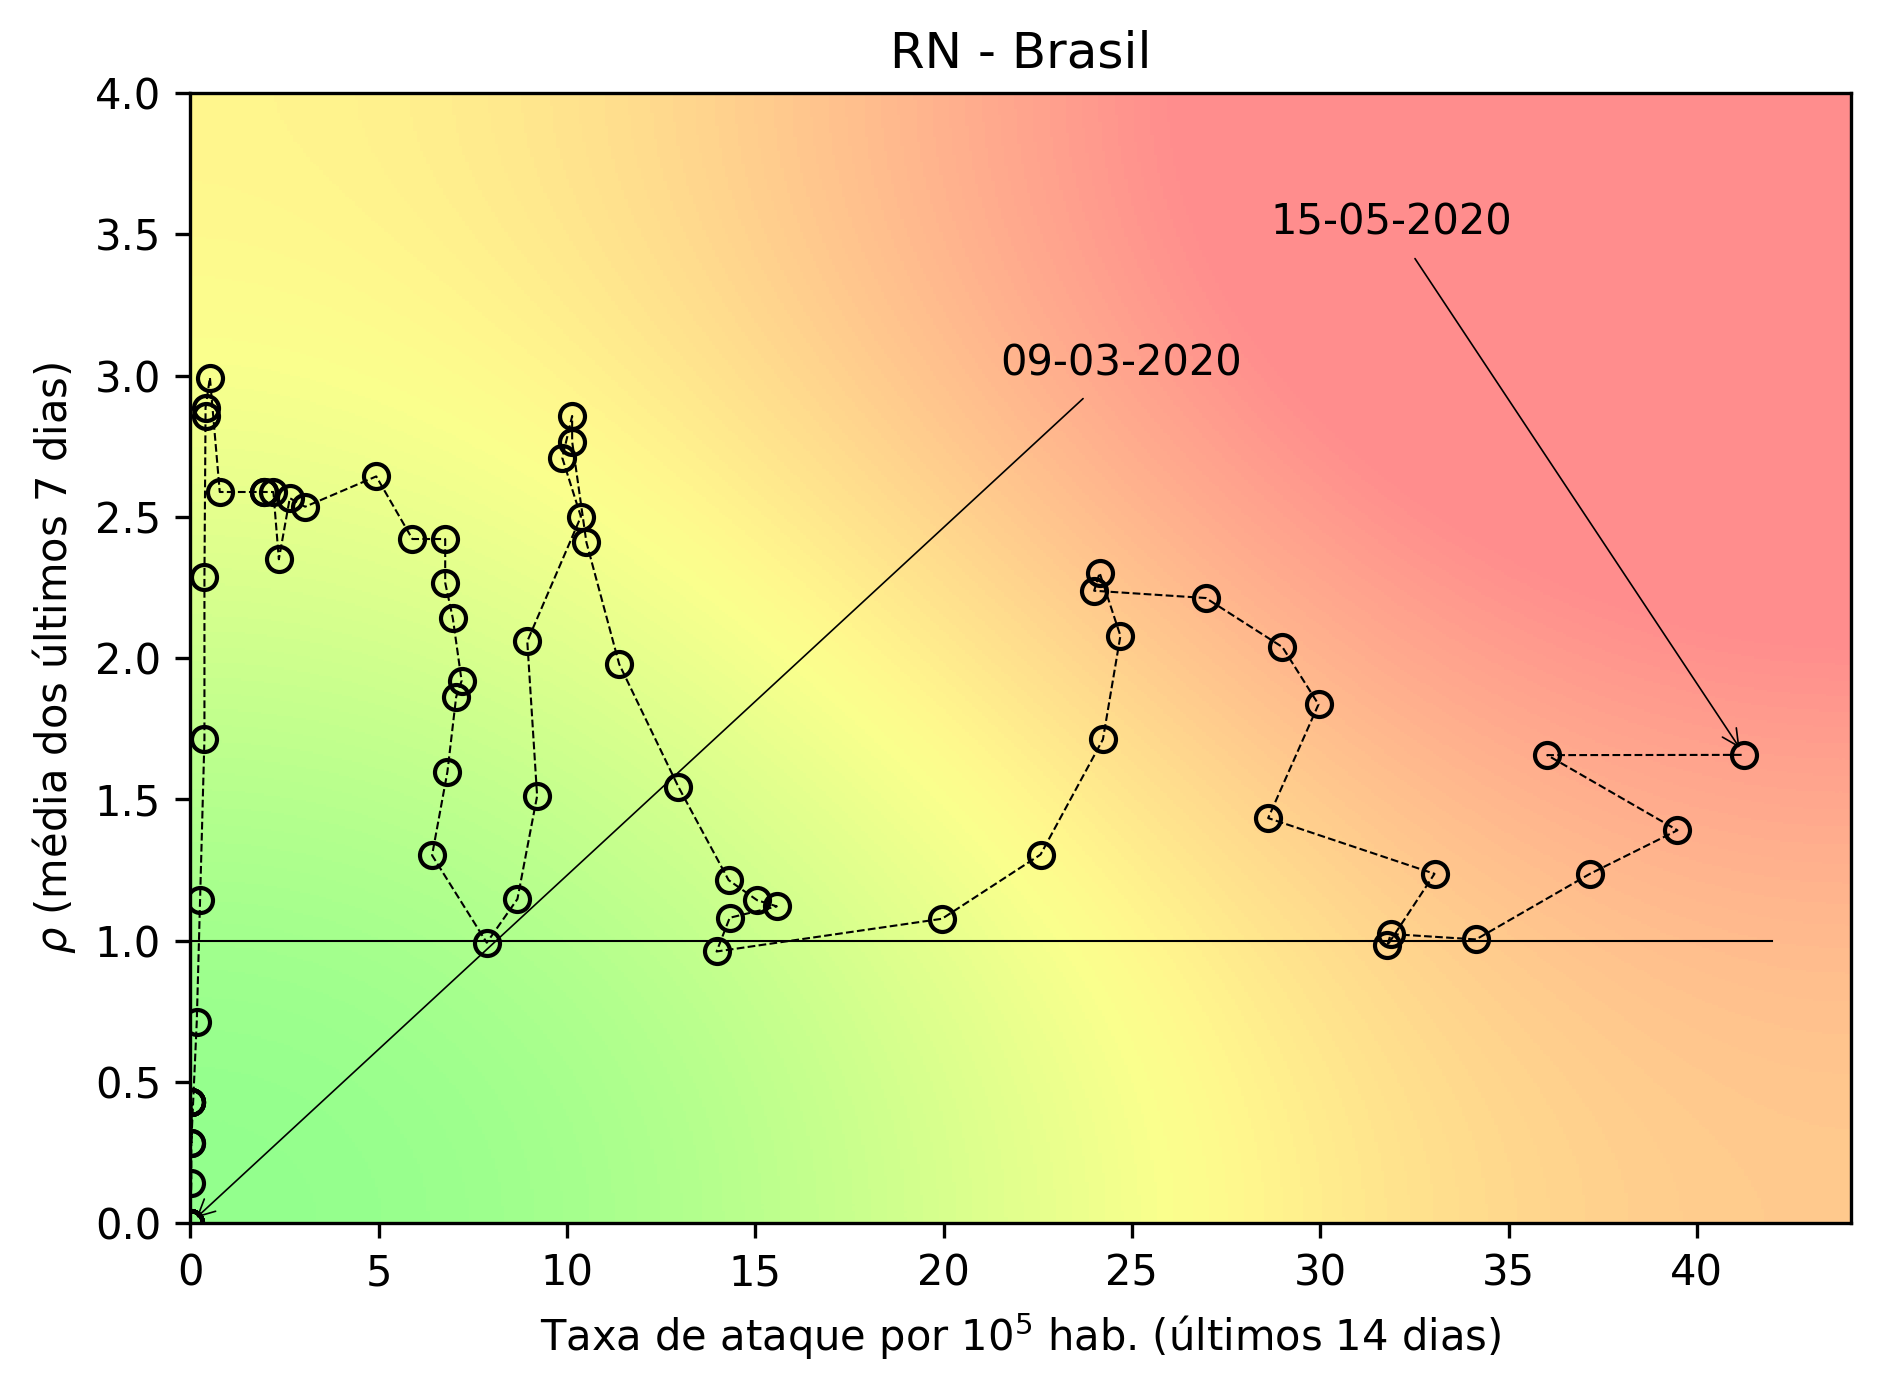 RN - Brasil
4.0
3.5
3.0
2.5
2.0
1.5
1.0
0.5
0.0
ρ (média dos últimos 7 dias)
15-05-2020
09-03-2020
0 5 10 15 20 25 30 35 40
Taxa de ataque por 10⁵ hab. (últimos 14 dias)